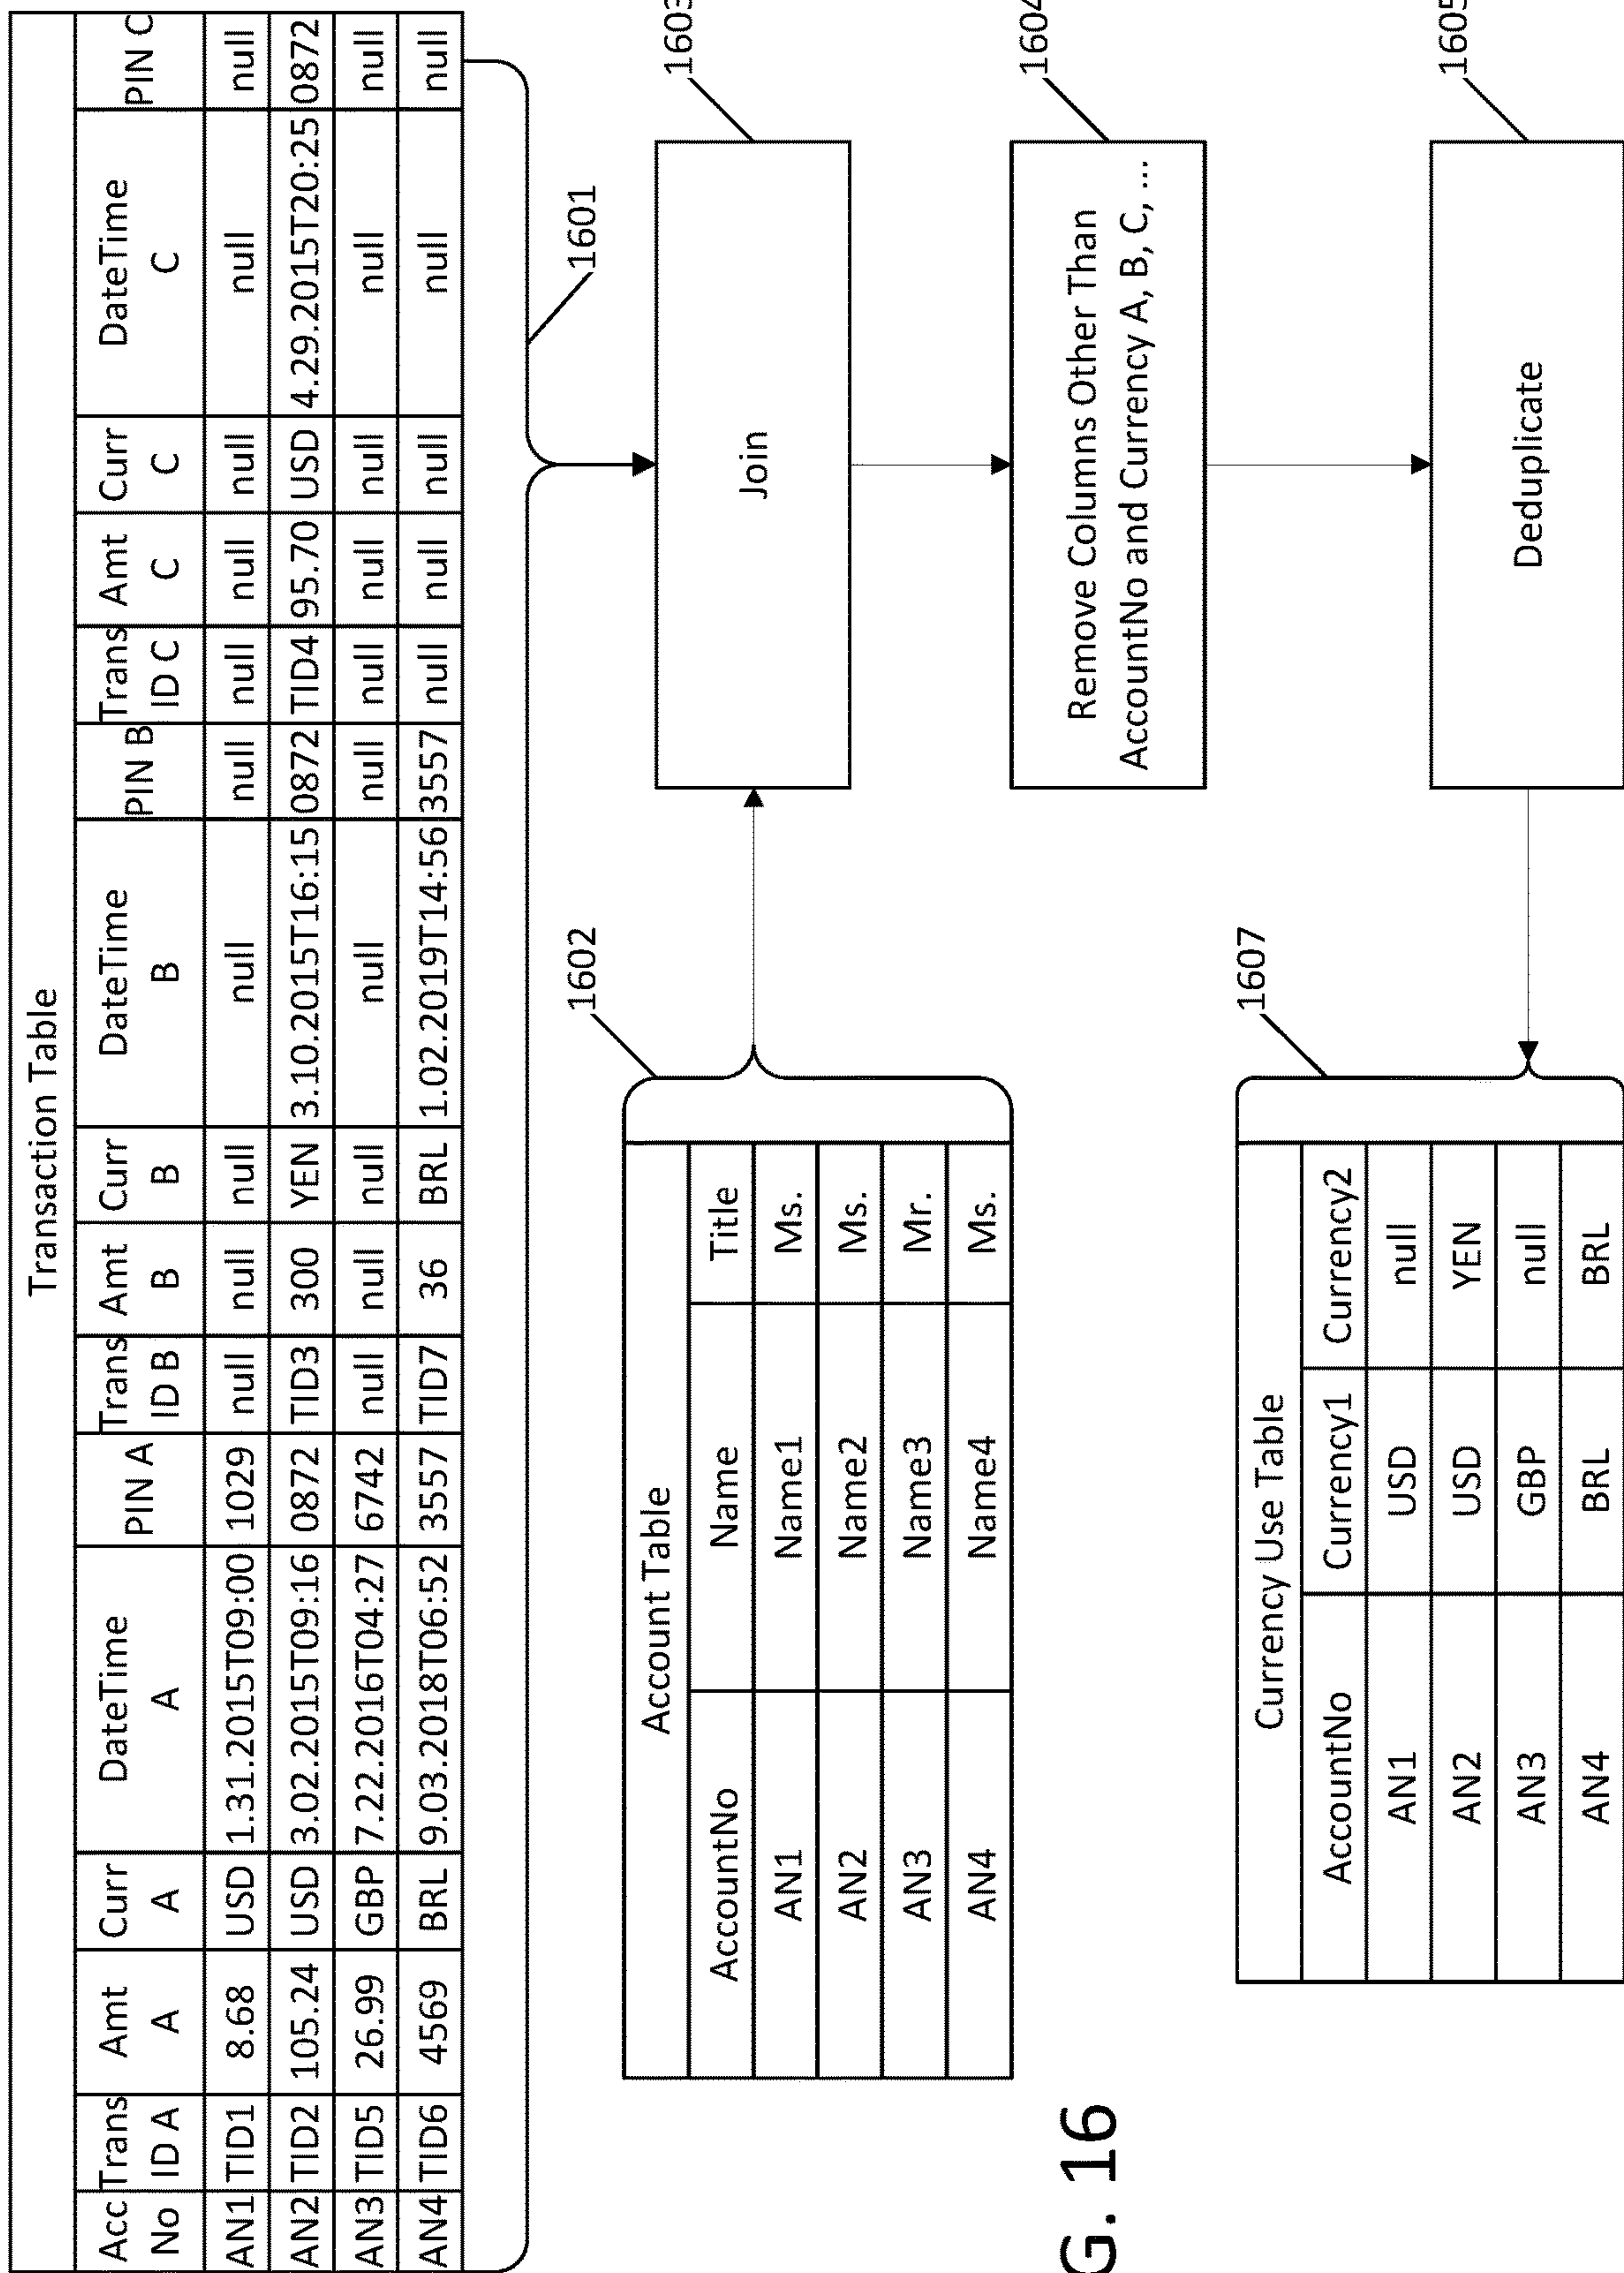 Transaction Table
Acc No Trans ID A Amt A Curr A DateTime A PIN A Trans ID B Amt B Curr B DateTime B PIN B Trans ID C Amt C Curr C DateTime C PIN C
AN1 TID1 8.68 USD 1.31.2015T09:00 1029 null null null null null null null null null null
AN2 TID2 105.24 USD 3.02.2015T09:16 0872 TID3 300 YEN 3.10.2015T16:15 0872 TID4 95.70 USD 4.29.2015T20:25 0872
AN3 TID5 26.99 GBP 7.22.2016T04:27 6742 null null null null null null null null null null
AN4 TID6 4569 BRL 9.03.2018T06:52 3557 TID7 36 BRL 1.02.2019T14:56 3557 null null null null null
1601
1602
1603
Account Table
AccountNo Name Title
AN1 Name1 Ms.
AN2 Name2 Ms.
AN3 Name3 Mr.
AN4 Name4 Ms.
Join
1604
Remove Columns Other Than
AccountNo and Currency A, B, C, ...
G. 16
1607
1605
Currency Use Table
AccountNo Currency1 Currency2
AN1 USD null
AN2 USD YEN
AN3 GBP null
AN4 BRL BRL
Deduplicate